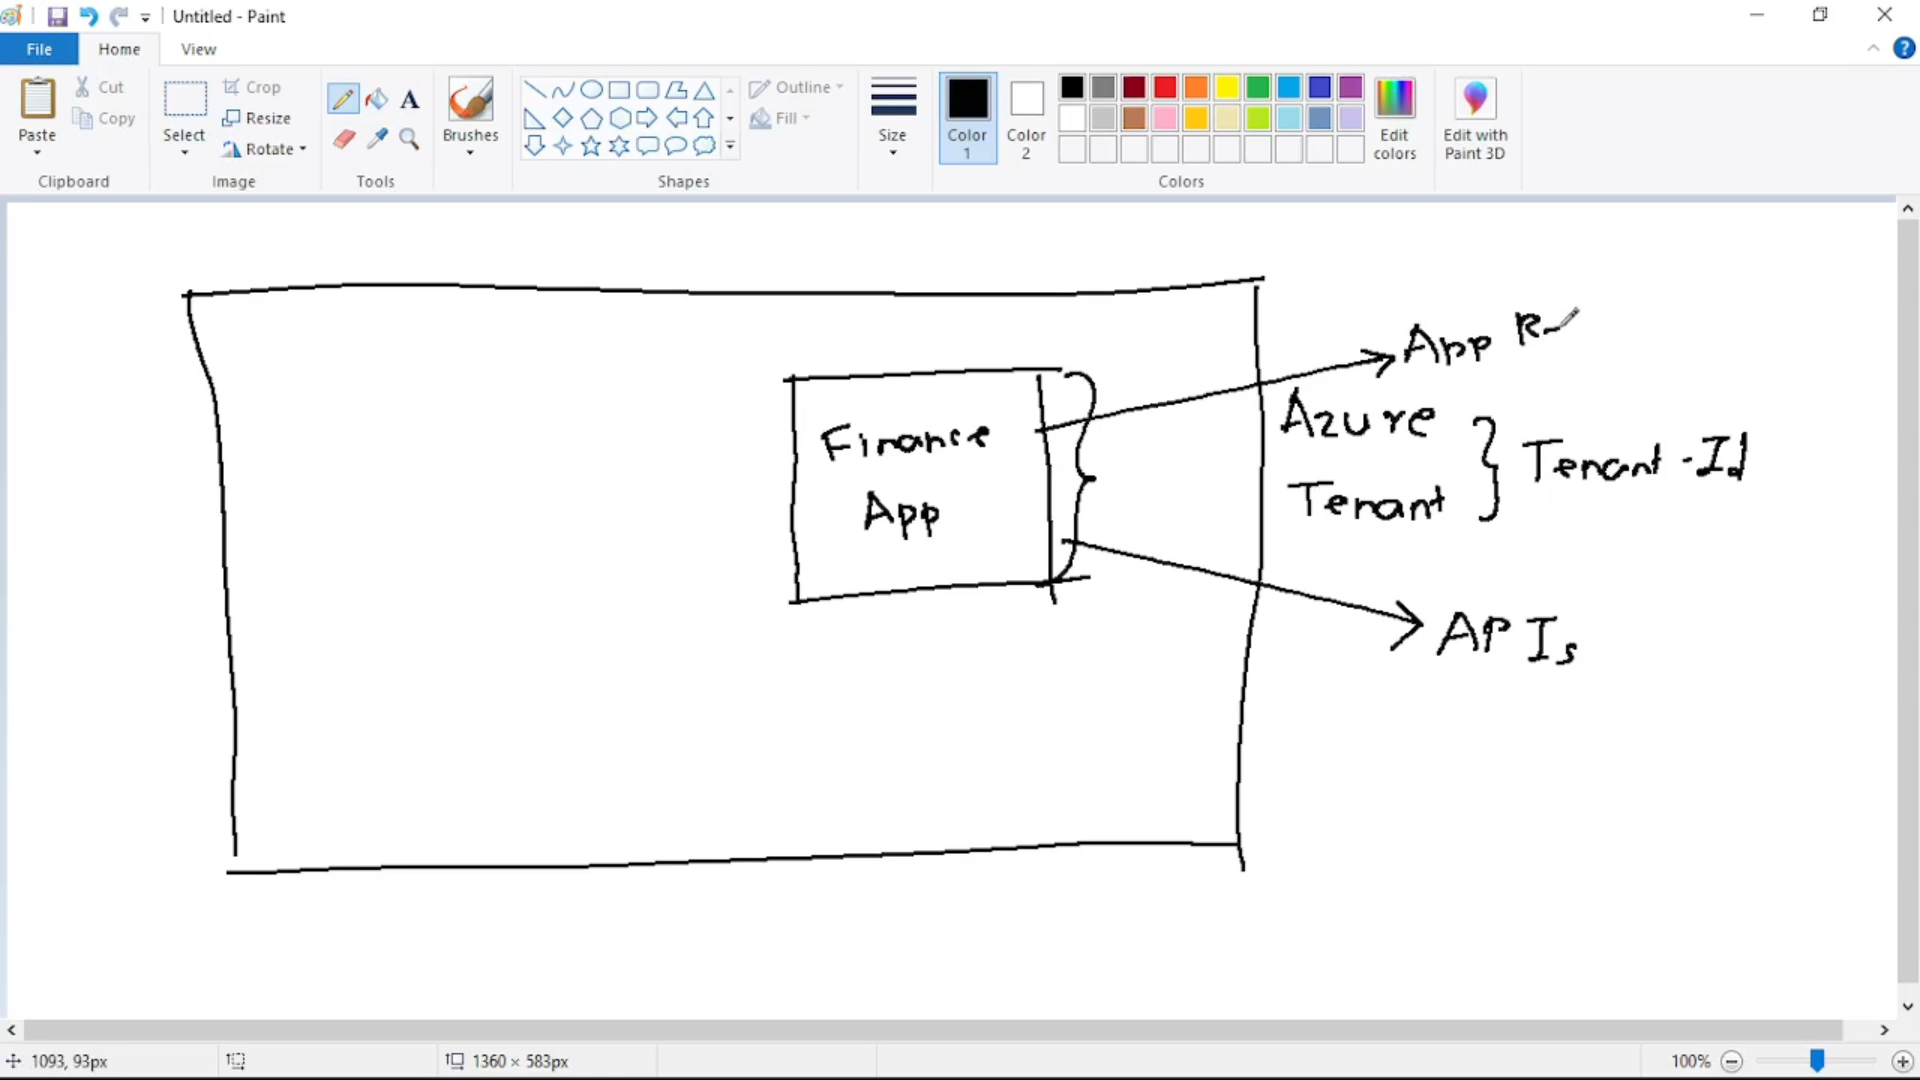 Untitled - Paint
File Home View
Paste
Cut
Copy
Clipboard
Select
Crop
Resize
Rotate
Image
Tools
Brushes
Shapes
Outline
Fill
Size
Color 1
Color 2
Colors
Edit colors
Edit with Paint 3D
App R
Finance
App
Azure
Tenant
Tenant-Id
APIs
1093, 93px
1360 × 583px
100%